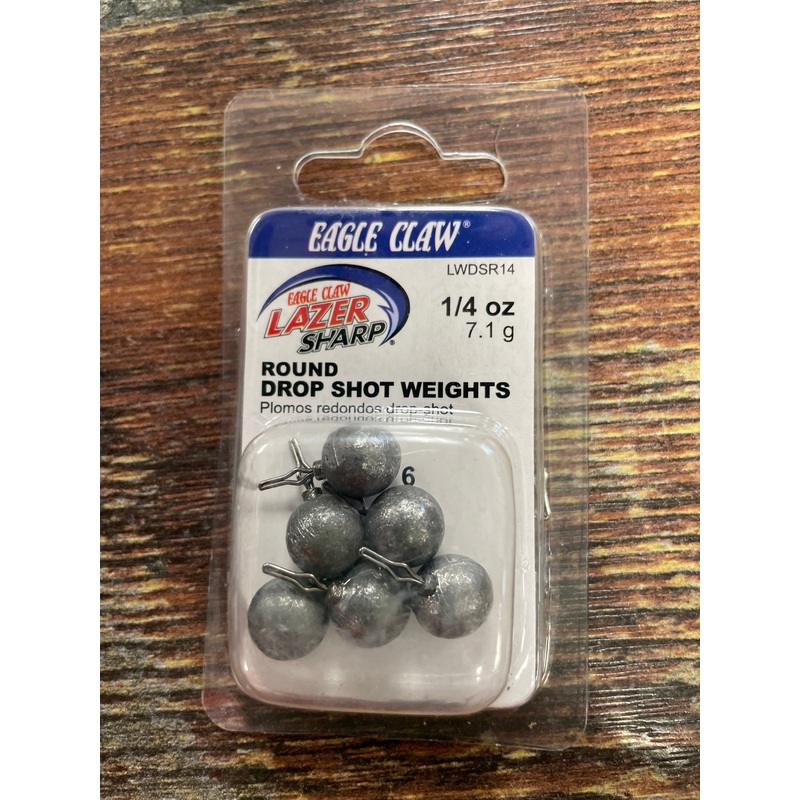 EAGLE CLAW®
LWDSR14
EAGLE CLAW
LAZER
SHARP®
1/4 oz
7.1 g
ROUND
DROP SHOT WEIGHTS
Plomos redondos drop-shot
6